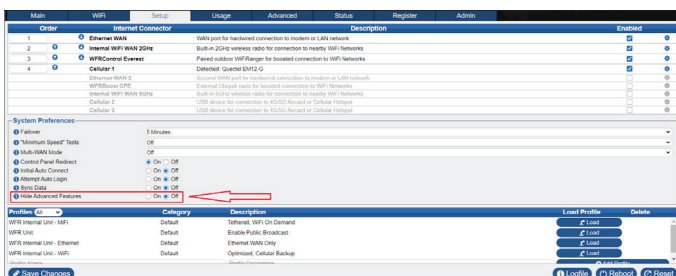 Main WiFi Setup Usage Advanced Status Register Admin
Order Internet Connector Description Enabled
1 Ethernet WAN WAN port for hardwired connection to modem or LAN network
2 Internal WiFi WAN 2GHz Built-in 2GHz wireless radio for connection to nearby WiFi Networks
3 WFRControl Everest Paired outdoor WiFiRanger for boosted connection to WiFi Networks
4 Cellular 1 Detected: Quectel EM12-G
Ethernet WAN 2 Second WAN port for hardwired connection to modem or LAN network
WFRBoost CPE External Ubiquiti radio for boosted connection to WiFi Networks
Internal WiFi WAN 5GHz Built-in 5GHz wireless radio for connection to nearby WiFi Networks
Cellular 2 USB device for connection to 4G/5G Aircard or Cellular Hotspot
Cellular 3 USB device for connection to 4G/5G Aircard or Cellular Hotspot
System Preferences
Failover 5 Minutes
"Minimum Speed" Tests Off
Multi-WAN Mode Off
Control Panel Redirect On Off
Initial Auto Connect On Off
Attempt Auto Login On Off
Sync Data On Off
Hide Advanced Features On Off
Profiles All Category Description Load Profile Delete
WFR Internal Unit - MiFi Default Tethered, WiFi On Demand Load
WFR Unit Default Enable Public Broadcast Load
WFR Internal Unit - Ethernet Default Ethernet WAN Only Load
WFR Internal Unit - WiFi Default Optimized, Cellular Backup Load
Profile Name Profile Description Add Profile
Save Changes Logfile Reboot Reset